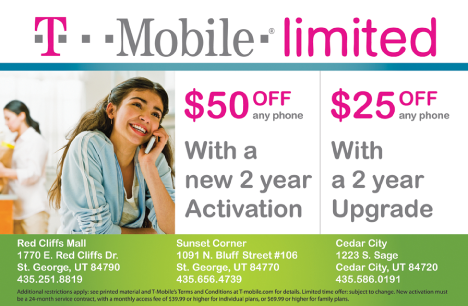 T··Mobile·® limited
$50 OFF
any phone
With a
new 2 year
Activation
$25 OFF
any phone
With
a 2 year
Upgrade
Red Cliffs Mall
1770 E. Red Cliffs Dr.
St. George, UT 84790
435.251.8819
Sunset Corner
1091 N. Bluff Street #106
St. George, UT 84770
435.656.4739
Cedar City
1223 S. Sage
Cedar City, UT 84720
435.586.0191
Additional restrictions apply: see printed material and T-Mobile's Terms and Conditions at T-mobile.com for details. Limited time offer: subject to change. New activation must
be a 24-month service contract, with a monthly access fee of $39.99 or higher for individual plans, or $69.99 or higher for family plans.